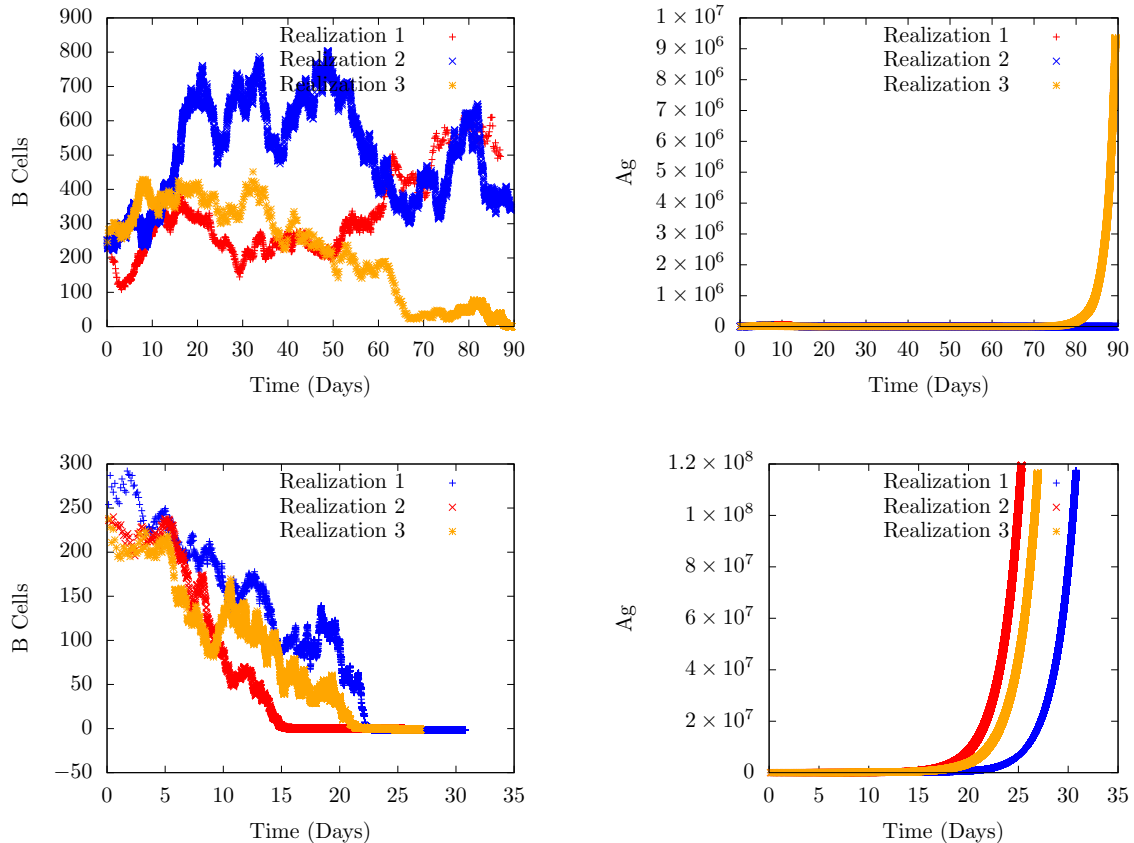 900
800
700
600
500
400
300
200
100
0
B Cells
0 10 20 30 40 50 60 70 80 90
Time (Days)
Realization 1
Realization 2
Realization 3
1 × 10^7
9 × 10^6
8 × 10^6
7 × 10^6
6 × 10^6
5 × 10^6
4 × 10^6
3 × 10^6
2 × 10^6
1 × 10^6
0
Ag
0 10 20 30 40 50 60 70 80 90
Time (Days)
Realization 1
Realization 2
Realization 3
300
250
200
150
100
50
0
−50
B Cells
0 5 10 15 20 25 30 35
Time (Days)
Realization 1
Realization 2
Realization 3
1.2 × 10^8
1 × 10^8
8 × 10^7
6 × 10^7
4 × 10^7
2 × 10^7
0
Ag
0 5 10 15 20 25 30 35
Time (Days)
Realization 1
Realization 2
Realization 3